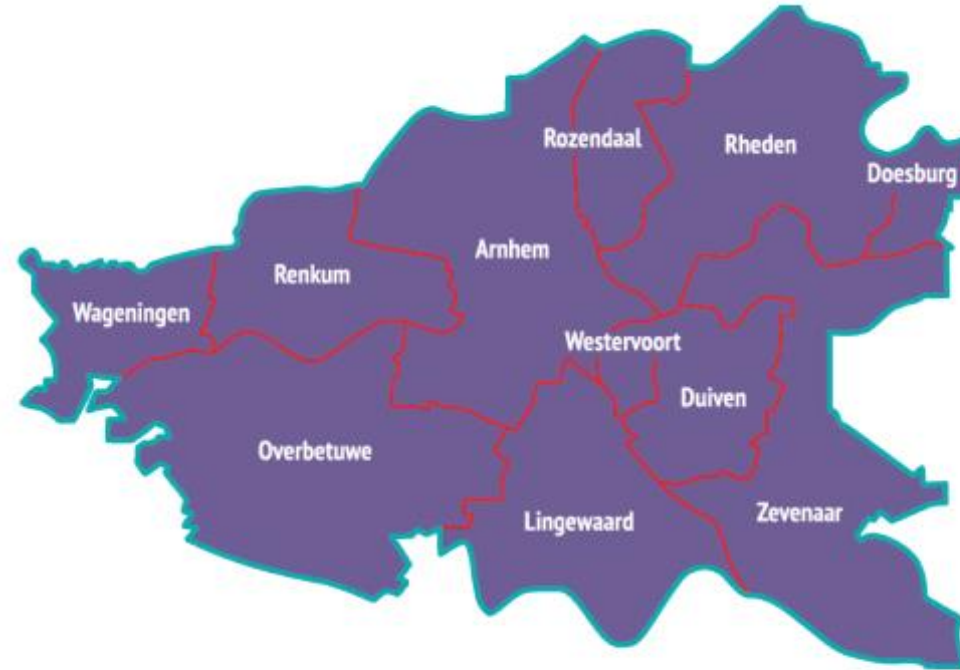 Rozendaal
Rheden
Doesburg
Arnhem
Renkum
Wageningen
Westervoort
Duiven
Overbetuwe
Lingewaard
Zevenaar